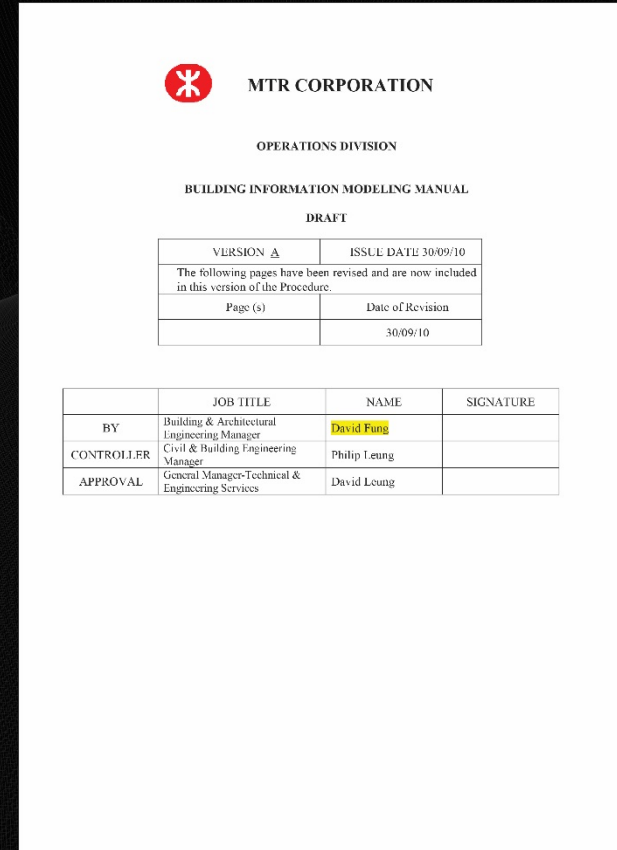 MTR CORPORATION
OPERATIONS DIVISION
BUILDING INFORMATION MODELING MANUAL
DRAFT
VERSION A ISSUE DATE 30/09/10
The following pages have been revised and are now included
in this version of the Procedure.
Page (s) Date of Revision
30/09/10
JOB TITLE NAME SIGNATURE
BY Building & Architectural Engineering Manager David Fung
CONTROLLER Civil & Building Engineering Manager Philip Leung
APPROVAL General Manager-Technical & Engineering Services David Leung